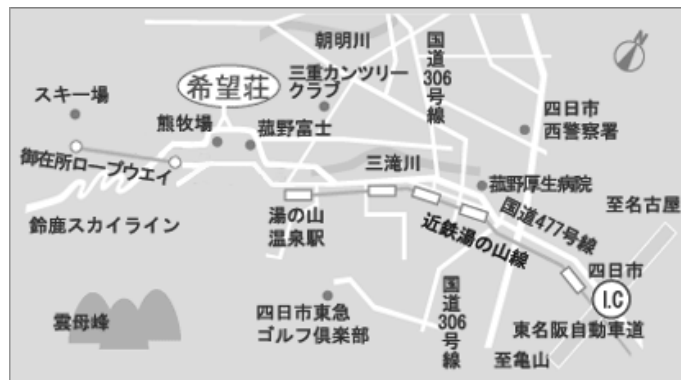 朝明川
国道306号線
N
希望荘
三重カンツリー
クラブ
スキー場
四日市
西警察署
熊牧場
菰野富士
御在所ロープウエイ
三滝川
菰野厚生病院
至名古屋
鈴鹿スカイライン
湯の山
温泉駅
国道477号線
近鉄湯の山線
四日市
I.C
国道306号線
雲母峰
四日市東急
ゴルフ倶楽部
東名阪自動車道
至亀山